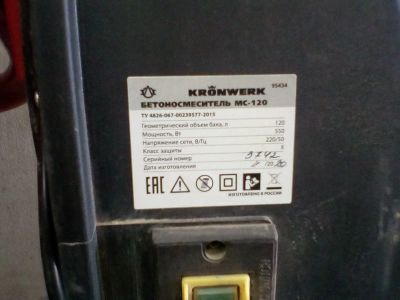 KRÖNWERK
95434
БЕТОНОСМЕСИТЕЛЬ МС-120
ТУ 4826-067-00239577-2015
Геометрический объем бака, л 120
Мощность, Вт 550
Напряжение сети, В/Гц 220/50
Класс защиты II
Серийный номер
Дата изготовления
EAC
ИЗГОТОВЛЕНО В РОССИИ